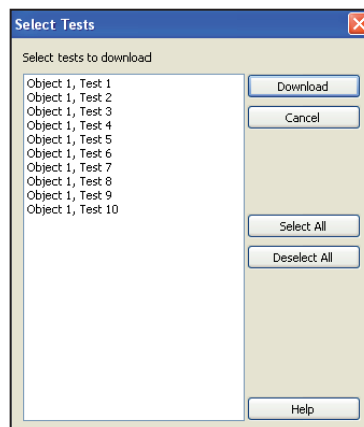 Select Tests
Select tests to download
Object 1, Test 1
Object 1, Test 2
Object 1, Test 3
Object 1, Test 4
Object 1, Test 5
Object 1, Test 6
Object 1, Test 7
Object 1, Test 8
Object 1, Test 9
Object 1, Test 10
Download
Cancel
Select All
Deselect All
Help